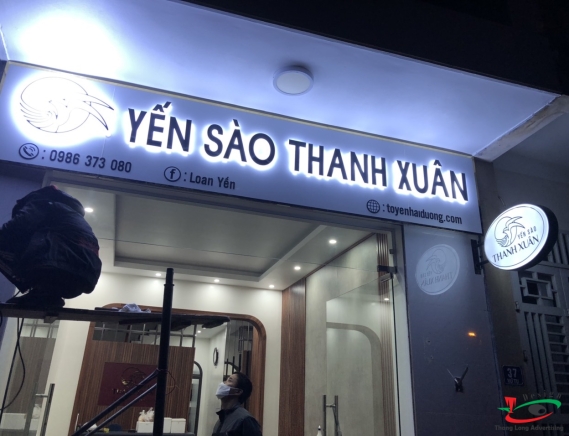 YẾN SÀO THANH XUÂN
: 0986 373 080
f : Loan Yến
: toyenhaiduong.com
YẾN SÀO
THANH XUÂN
37
Thang Long Advertising